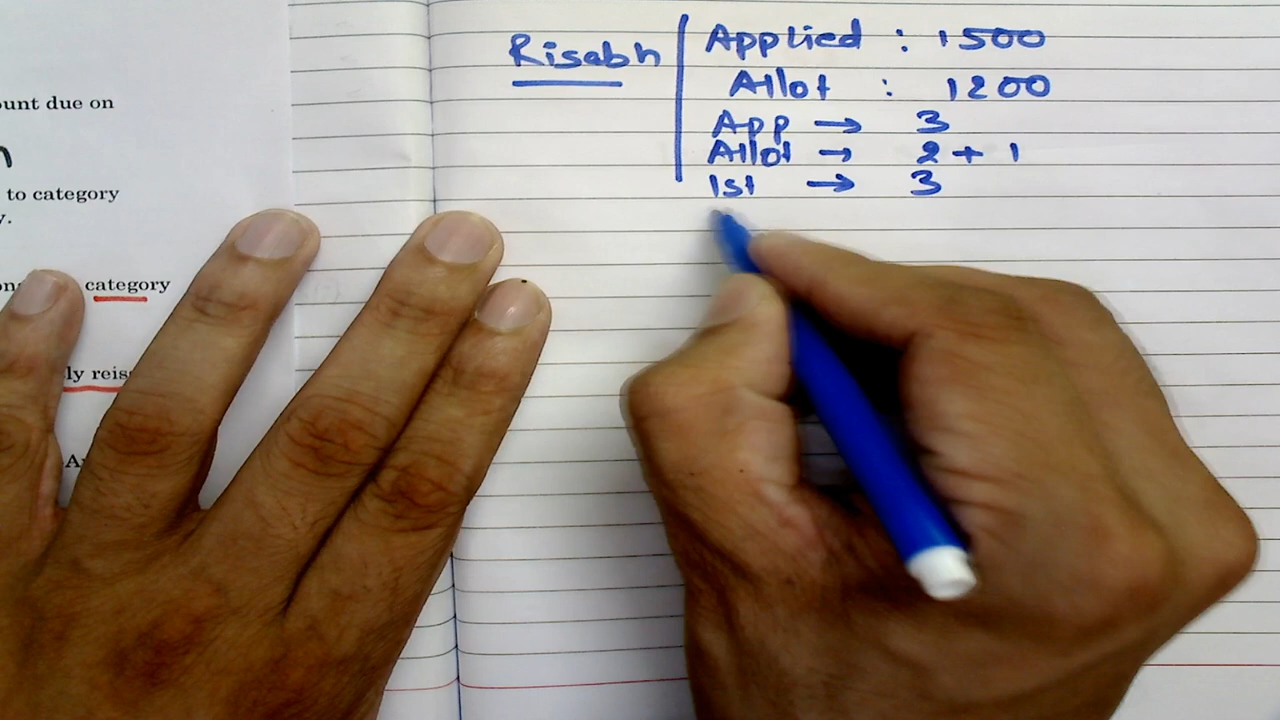 ount due on
to category
y.
category
ly reis
A
Risabh
Applied : 1500
Allot : 1200
App → 3
Allot → 2 + 1
1st → 3